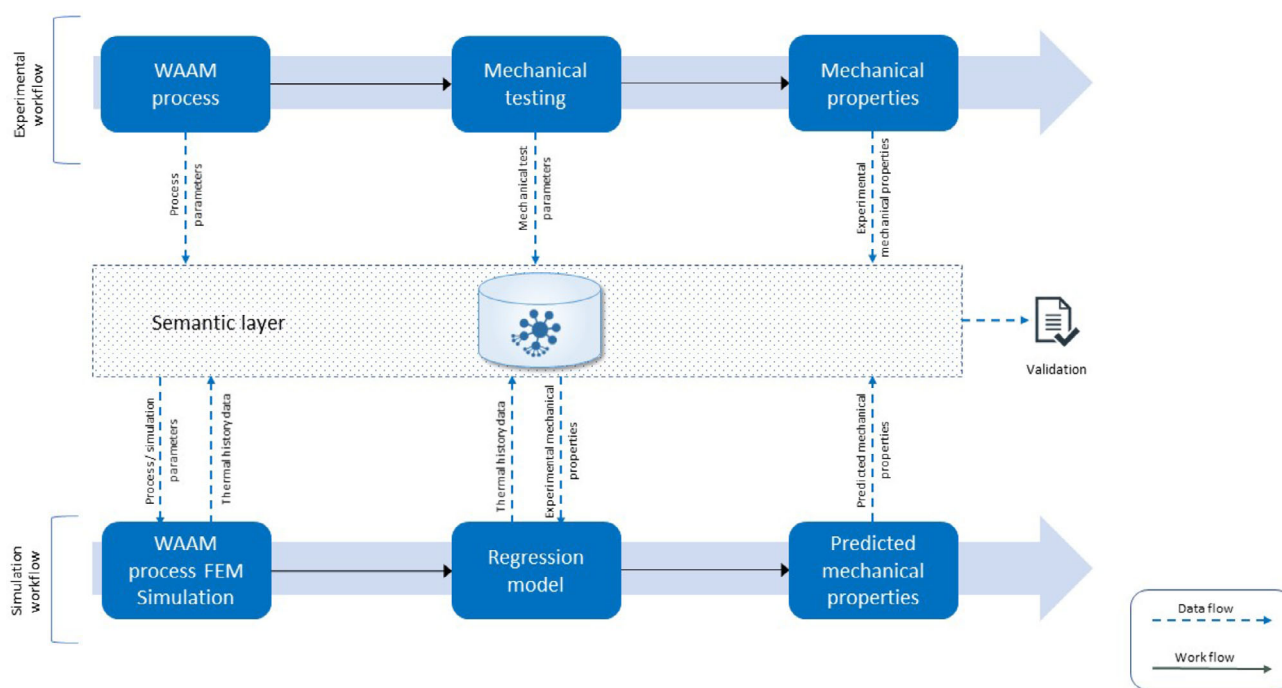 Experimental
workflow
WAAM
process
Mechanical
testing
Mechanical
properties
Process
parameters
Mechanical test
parameters
Experimental
mechanical properties
Semantic layer
Validation
Process / simulation
parameters
Thermal history data
Thermal history data
Experimental mechanical
properties
Predicted mechanical
properties
Simulation
workflow
WAAM
process FEM
Simulation
Regression
model
Predicted
mechanical
properties
Data flow
Work flow